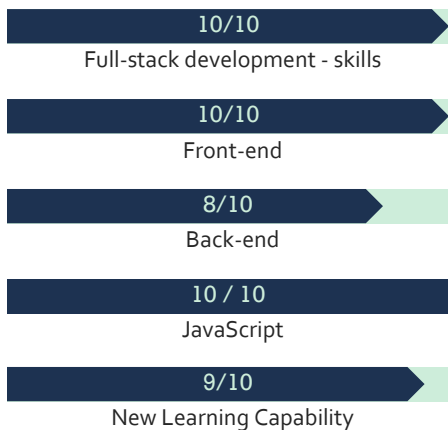 10/10
Full-stack development - skills
10/10
Front-end
8/10
Back-end
10 / 10
JavaScript
9/10
New Learning Capability